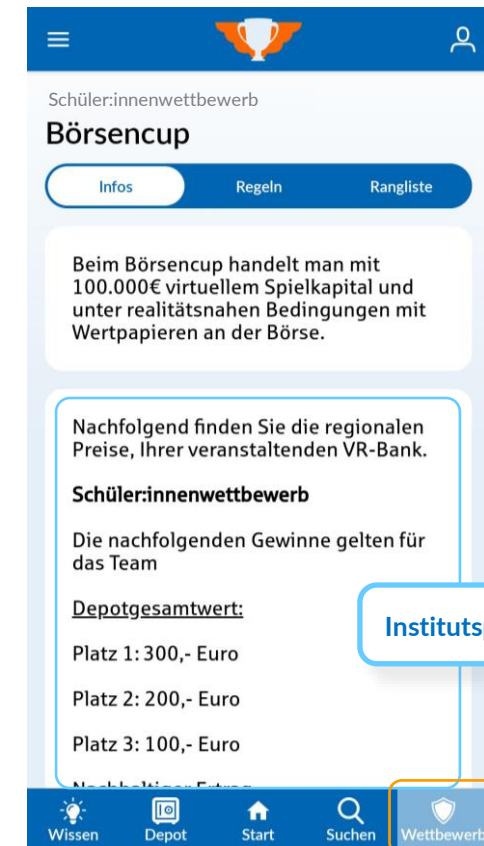 Schüler:innenwettbewerb
Börsencup
Infos Regeln Rangliste
Beim Börsencup handelt man mit
100.000€ virtuellem Spielkapital und
unter realitätsnahen Bedingungen mit
Wertpapieren an der Börse.
Nachfolgend finden Sie die regionalen
Preise, Ihrer veranstaltenden VR-Bank.
Schüler:innenwettbewerb
Die nachfolgenden Gewinne gelten für
das Team
Depotgesamtwert:
Instituts
Platz 1: 300,- Euro
Platz 2: 200,- Euro
Platz 3: 100,- Euro
Wissen Depot Start Suchen Wettbewerb